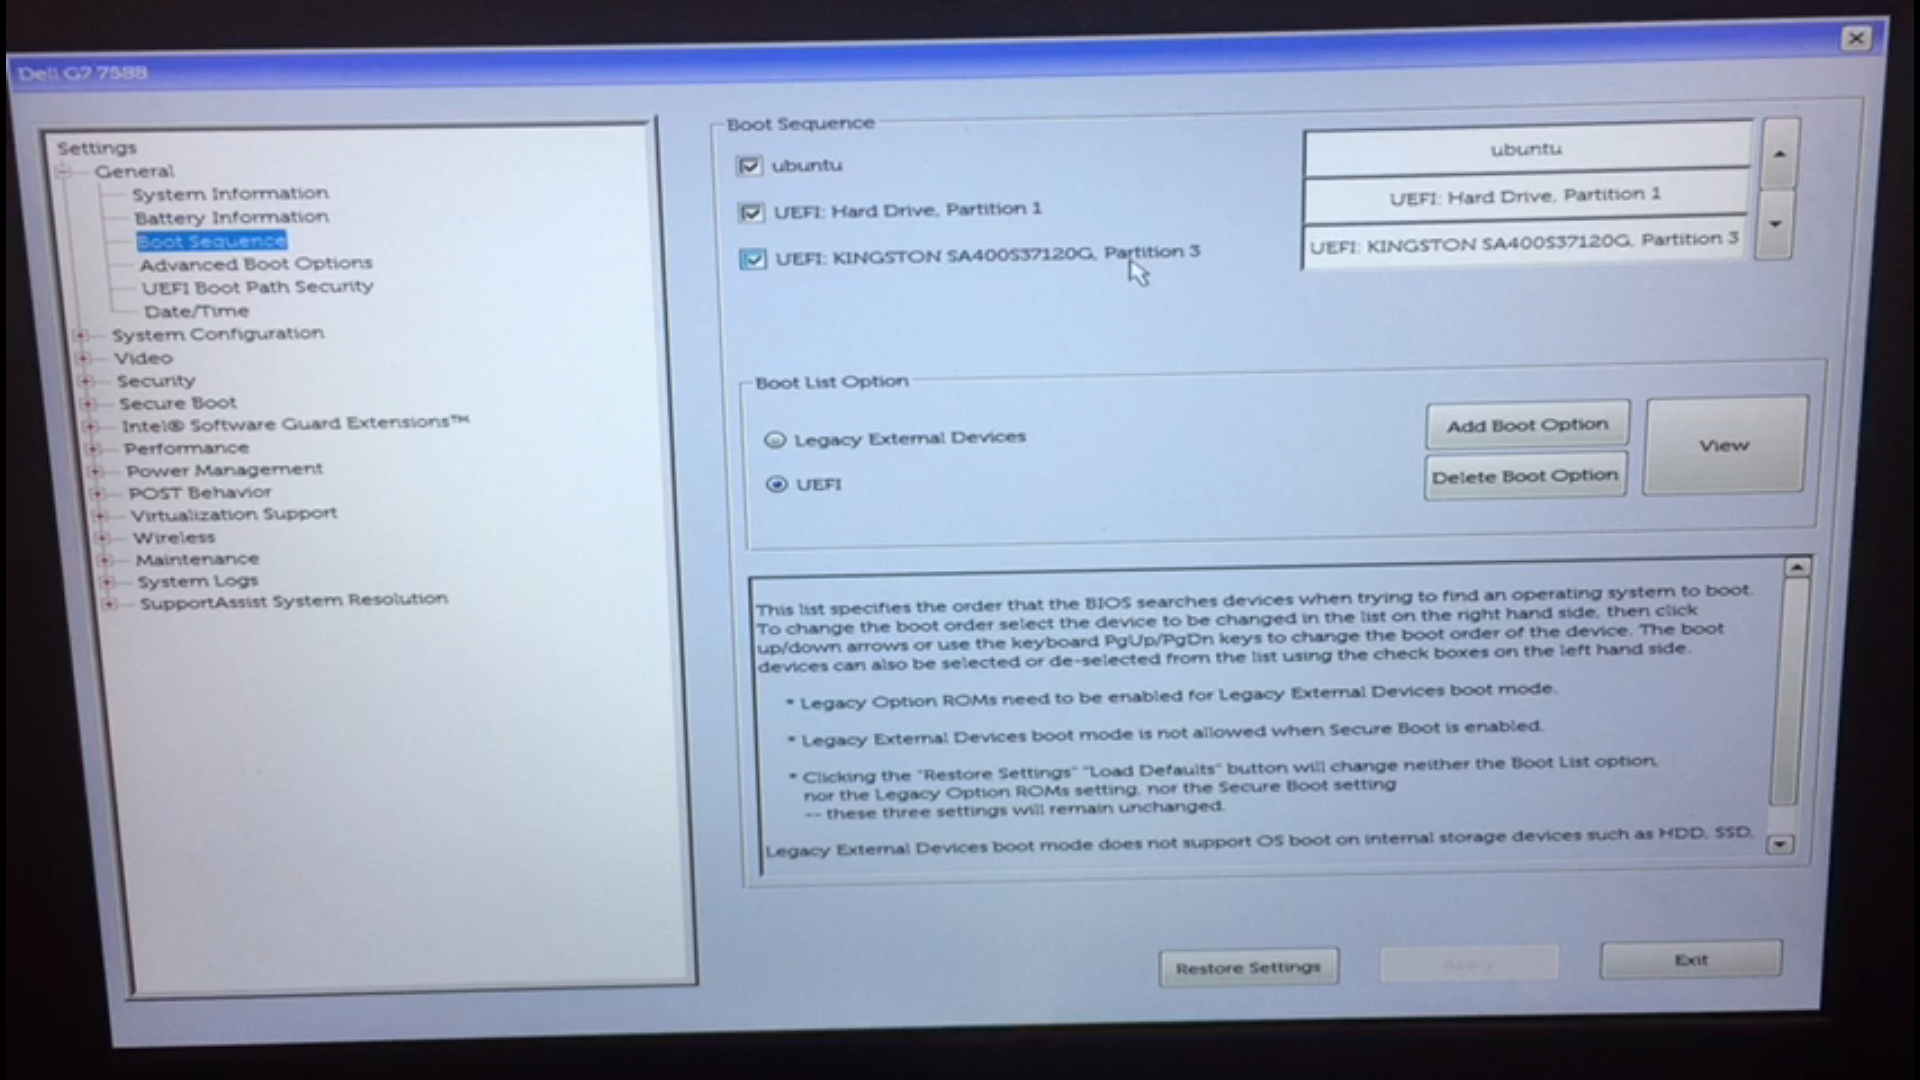 Dell G7 7588
Settings
General
System Information
Battery Information
Boot Sequence
Advanced Boot Options
UEFI Boot Path Security
Date/Time
System Configuration
Video
Security
Secure Boot
Intel® Software Guard Extensions™
Performance
Power Management
POST Behavior
Virtualization Support
Wireless
Maintenance
System Logs
SupportAssist System Resolution
Boot Sequence
ubuntu
UEFI: Hard Drive, Partition 1
UEFI: KINGSTON SA400S37120G, Partition 3
ubuntu
UEFI: Hard Drive, Partition 1
UEFI: KINGSTON SA400S37120G, Partition 3
Boot List Option
Legacy External Devices
UEFI
Add Boot Option
Delete Boot Option
View
This list specifies the order that the BIOS searches devices when trying to find an operating system to boot.
To change the boot order select the device to be changed in the list on the right hand side, then click
up/down arrows or use the keyboard PgUp/PgDn keys to change the boot order of the device. The boot
devices can also be selected or de-selected from the list using the check boxes on the left hand side.
* Legacy Option ROMs need to be enabled for Legacy External Devices boot mode.
* Legacy External Devices boot mode is not allowed when Secure Boot is enabled.
* Clicking the "Restore Settings" "Load Defaults" button will change neither the Boot List option,
nor the Legacy Option ROMs setting, nor the Secure Boot setting
-- these three settings will remain unchanged.
Legacy External Devices boot mode does not support OS boot on internal storage devices such as HDD, SSD,
Restore Settings
Apply
Exit